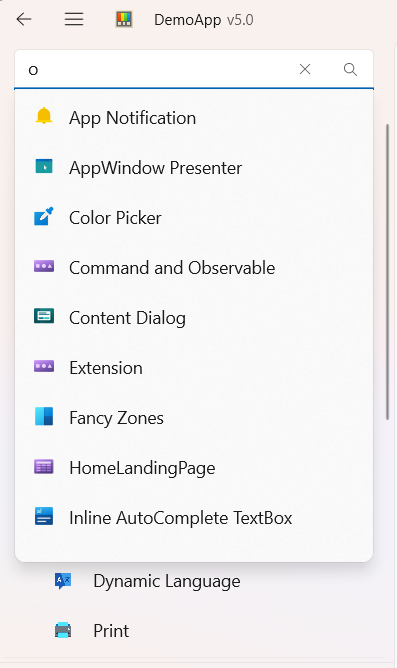 DemoApp v5.0
o
App Notification
AppWindow Presenter
Color Picker
Command and Observable
Content Dialog
Extension
Fancy Zones
HomeLandingPage
Inline AutoComplete TextBox
Dynamic Language
Print